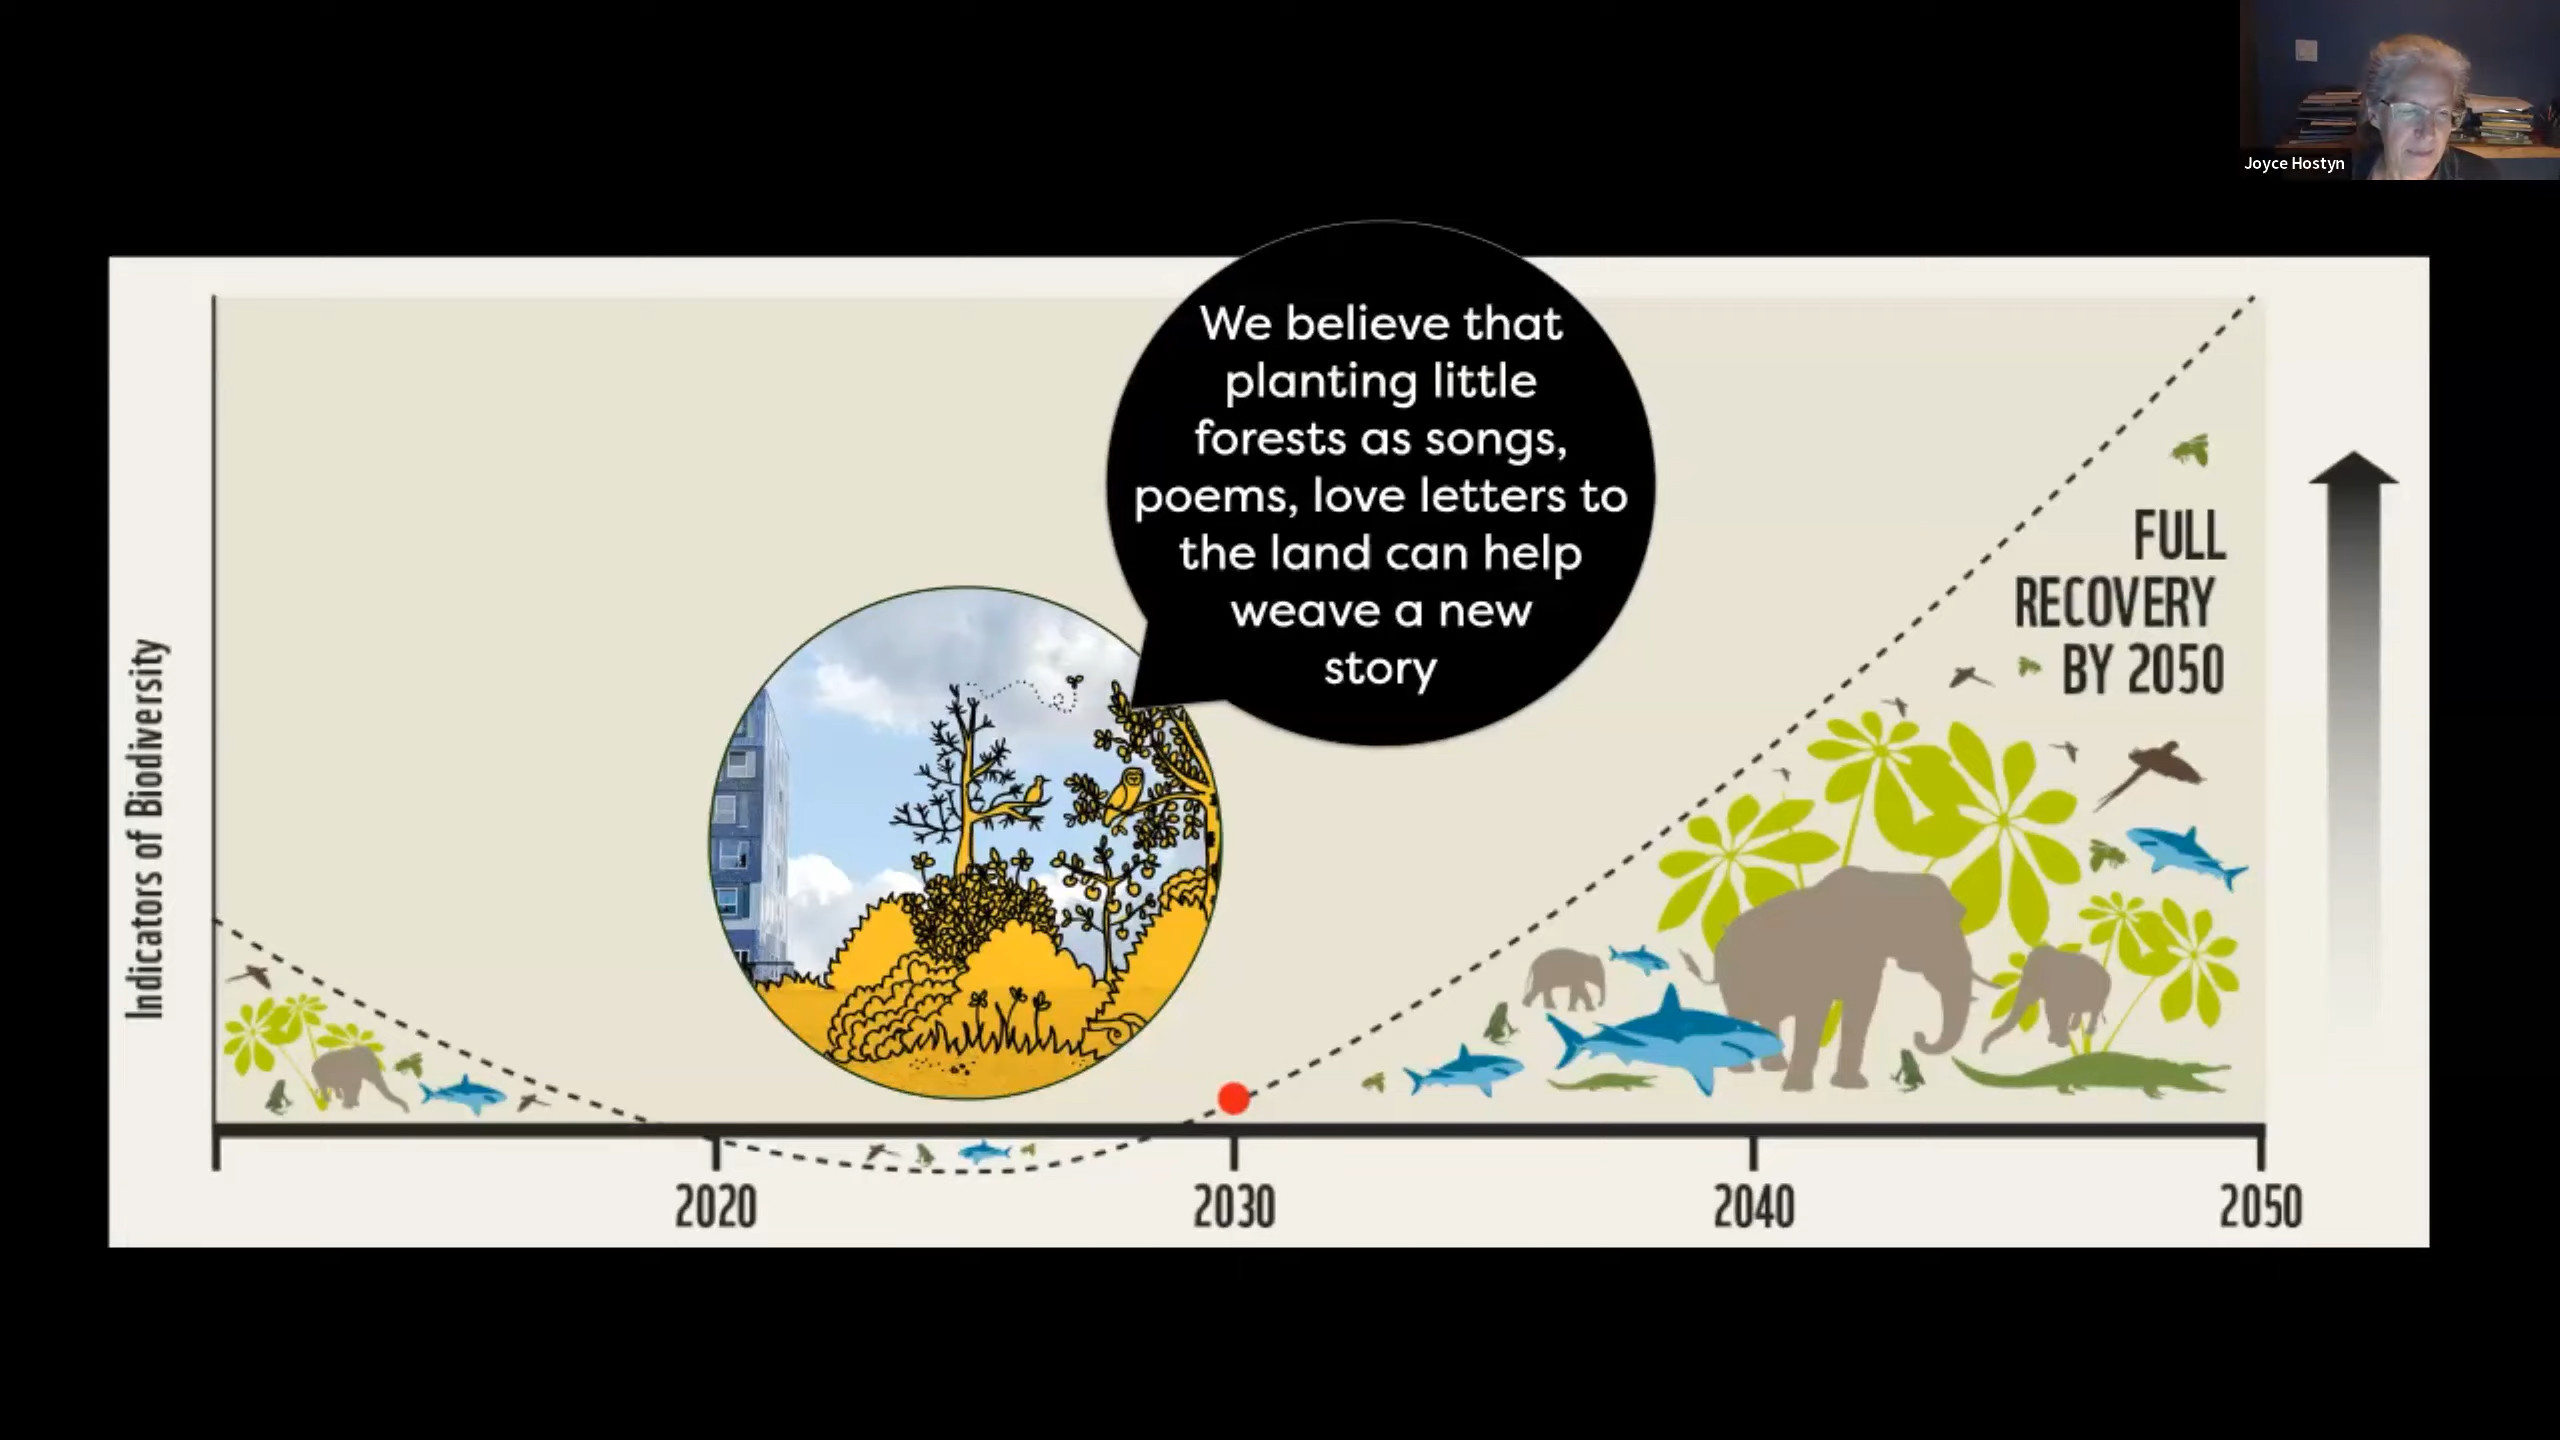 Joyce Hostyn
We believe that
planting little
forests as songs,
poems, love letters to
the land can help
weave a new
story
FULL
RECOVERY
BY 2050
Indicators of Biodiversity
2020
2030
2040
2050